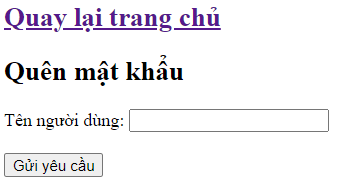 Quay lại trang chủ
Quên mật khẩu
Tên người dùng:
Gửi yêu cầu